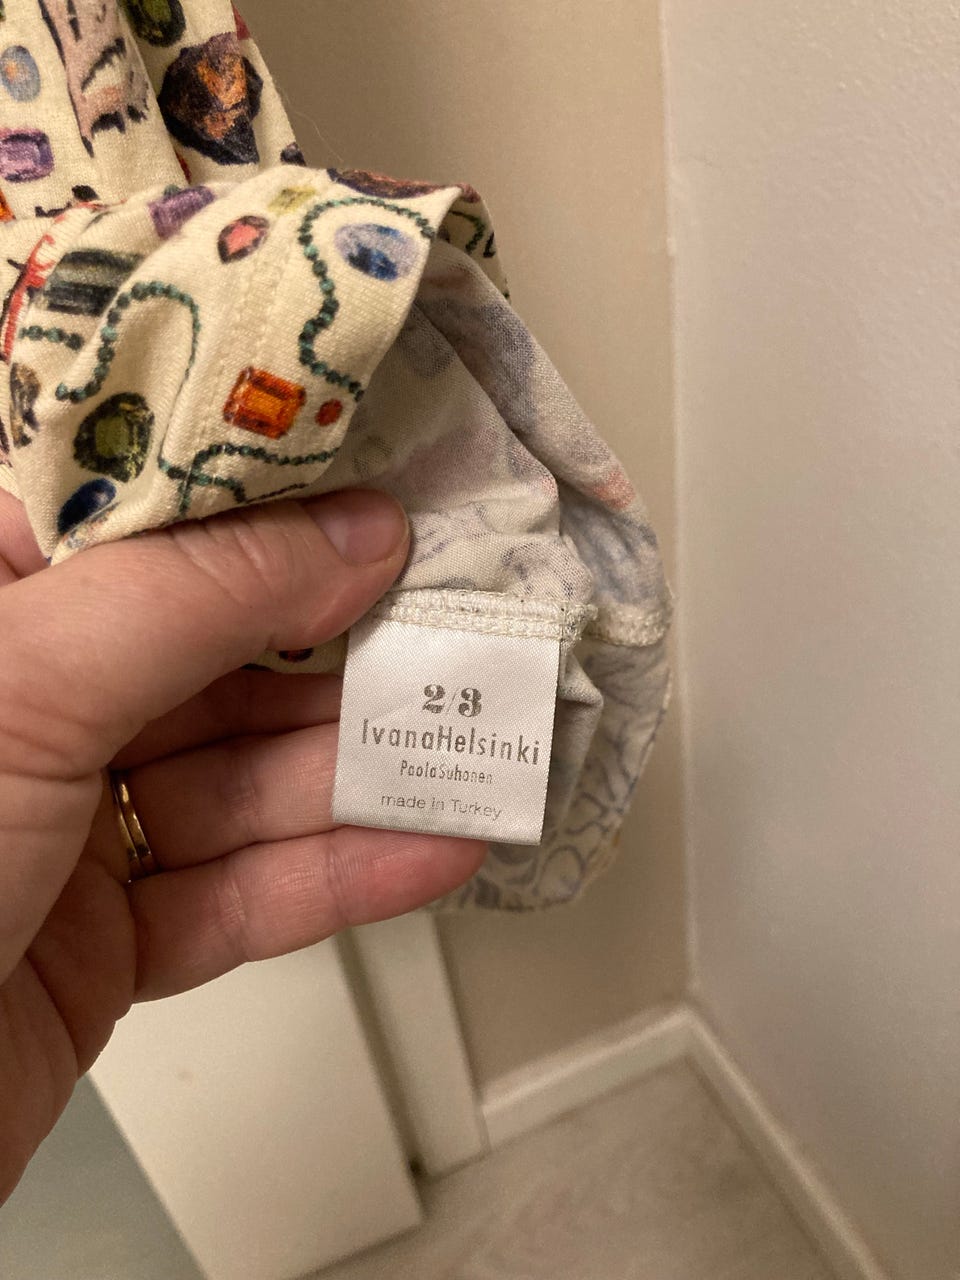 2/3
IvanaHelsinki
PaolaSuhonen
made in Turkey